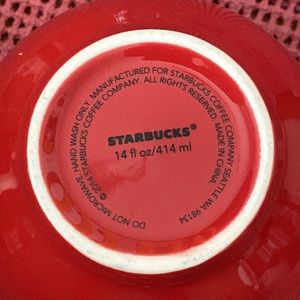 STARBUCKS®
14 fl oz/414 ml
DO NOT MICROWAVE. HAND WASH ONLY. MANUFACTURED FOR STARBUCKS COFFEE COMPANY SEATTLE WA 98134
©2014 STARBUCKS COFFEE COMPANY. ALL RIGHTS RESERVED. MADE IN CHINA